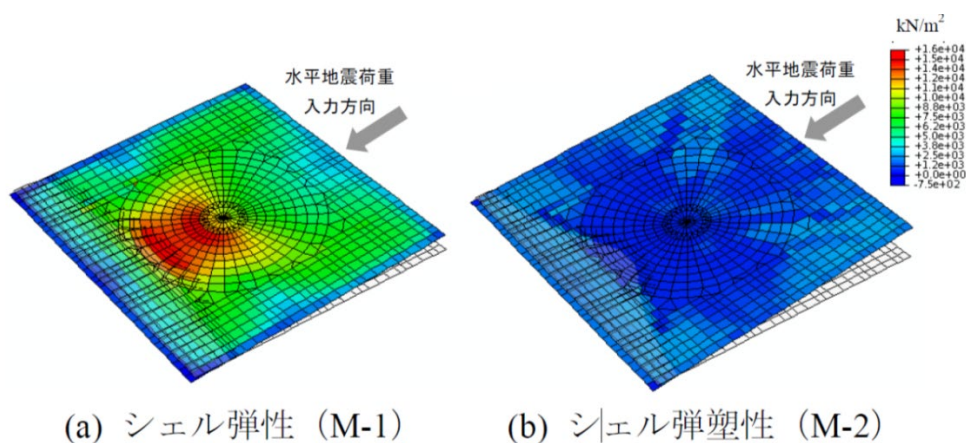 kN/m²
水平地震荷重
入力方向
水平地震荷重
入力方向
+1.6e+04
+1.5e+04
+1.4e+04
+1.2e+04
+1.1e+04
+1.0e+04
+8.8e+03
+7.5e+03
+6.2e+03
+5.0e+03
+3.8e+03
+2.5e+03
+1.2e+03
+0.0e+00
-7.5e+02
(a) シェル弾性（M-1）
(b) シェル弾塑性（M-2）